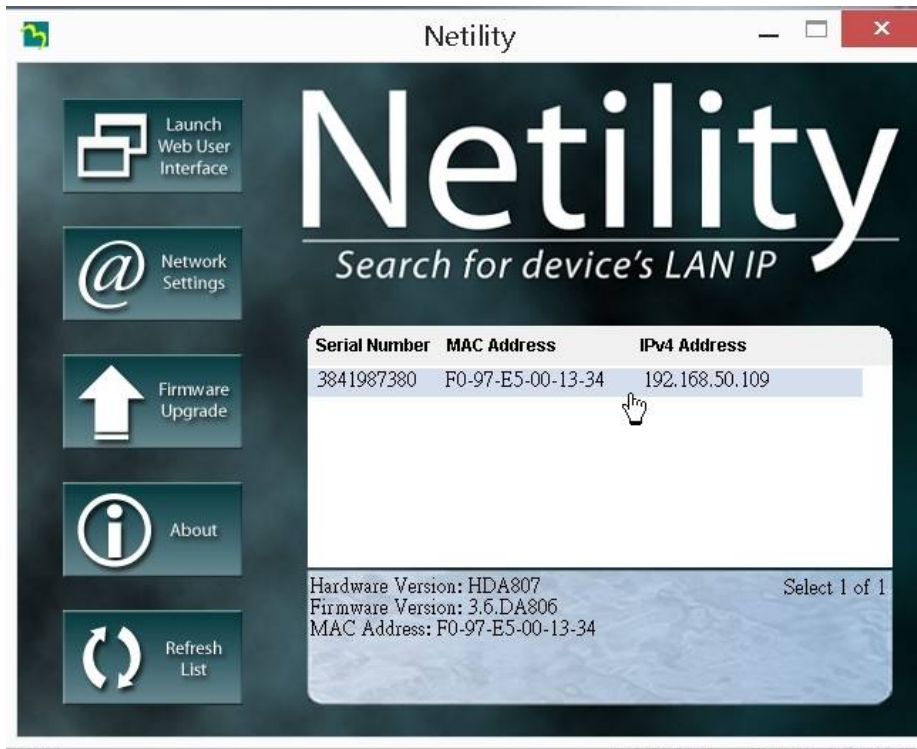 Netility
Launch
Web User
Interface
Network
Settings
Firmware
Upgrade
About
Refresh
List
Netility
Search for device's LAN IP
Serial Number MAC Address IPv4 Address
3841987380 F0-97-E5-00-13-34 192.168.50.109
Hardware Version: HDA807 Select 1 of 1
Firmware Version: 3.6.DA806
MAC Address: F0-97-E5-00-13-34